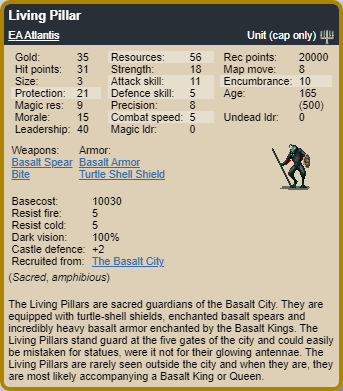 Living Pillar
EA Atlantis Unit (cap only)
Gold: 35 Resources: 56 Rec points: 20000
Hit points: 31 Strength: 18 Map move: 8
Size: 3 Attack skill: 11 Encumbrance: 10
Protection: 21 Defence skill: 5 Age: 165
Magic res: 9 Precision: 8 (500)
Morale: 15 Combat speed: 5 Undead ldr: 0
Leadership: 40 Magic ldr: 0
Weapons: Armor:
Basalt Spear Basalt Armor
Bite Turtle Shell Shield
Basecost: 10030
Resist fire: 5
Resist cold: 5
Dark vision: 100%
Castle defence: +2
Recruited from: The Basalt City
(Sacred, amphibious)
The Living Pillars are sacred guardians of the Basalt City. They are
equipped with turtle-shell shields, enchanted basalt spears and
incredibly heavy basalt armor enchanted by the Basalt Kings. The
Living Pillars stand guard at the five gates of the city and could easily
be mistaken for statues, were it not for their glowing antennae. The
Living Pillars are rarely seen outside the city and when they are, they
are most likely accompanying a Basalt King or Queen.